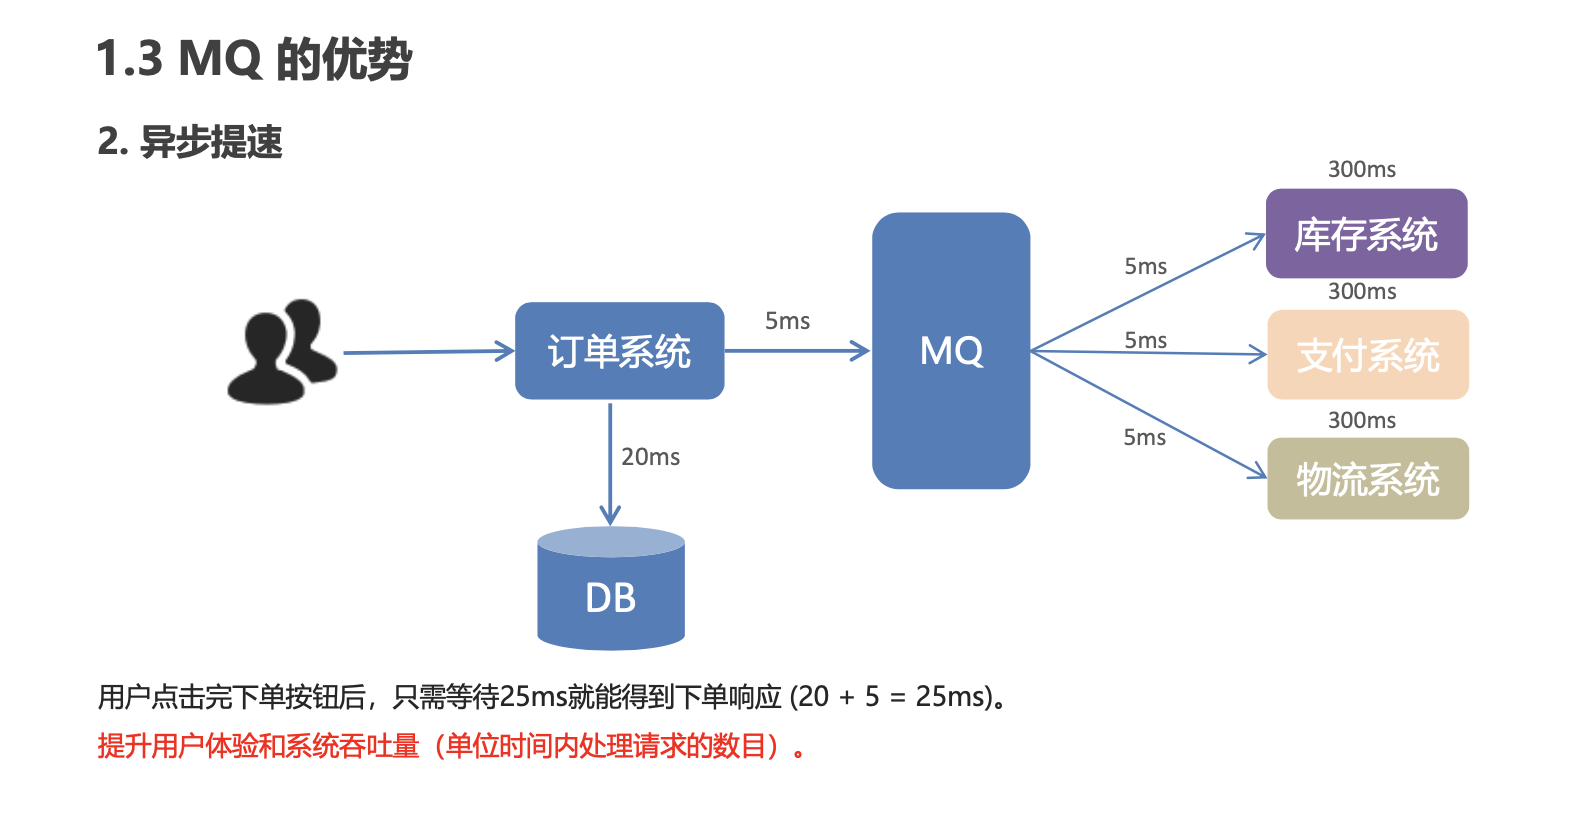 1.3 MQ 的优势
2. 异步提速
300ms
库存系统
5ms
300ms
订单系统
5ms
MQ
5ms
支付系统
300ms
5ms
20ms
物流系统
DB
用户点击完下单按钮后，只需等待25ms就能得到下单响应 (20 + 5 = 25ms)。
提升用户体验和系统吞吐量（单位时间内处理请求的数目）。